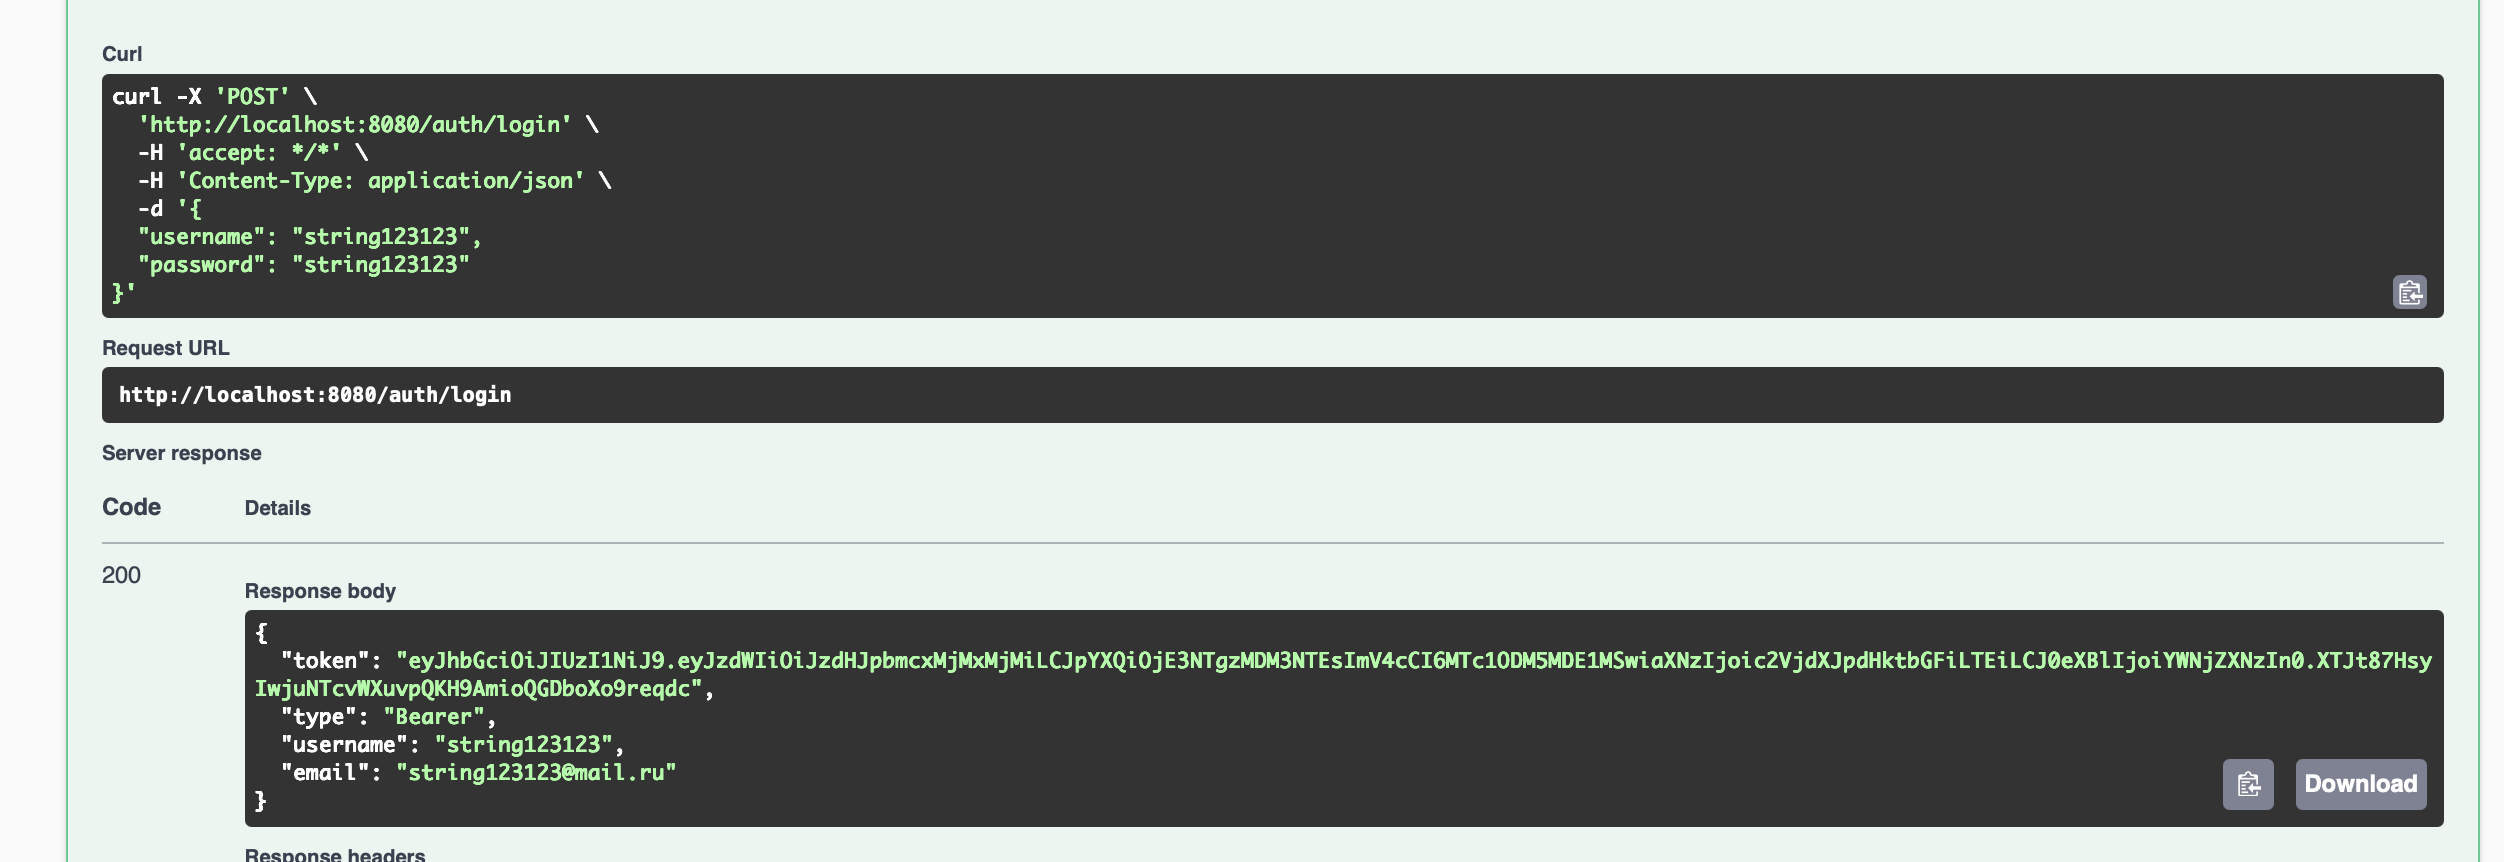 Curl
curl -X 'POST' \
'http://localhost:8080/auth/login' \
-H 'accept: */*' \
-H 'Content-Type: application/json' \
-d '{
"username": "string123123",
"password": "string123123"
}'
Request URL
http://localhost:8080/auth/login
Server response
Code Details
200
Response body
{
"token": "eyJhbGciOiJIUzI1NiJ9.eyJzdWIiOiJzdHJpbmcxMjMxMjMiLCJpYXQiOjE3NTgzMDM3NTEsImV4cCI6MTc1ODM5MDE1MSwiaXNzIjoic2VjdXJpdHktbGFiLTEiLCJ0eXBlIjoiYWNjZXNzIn0.XTJt87Hsy
IwjuNTcvWXuvpQKH9AmioQGDboXo9reqdc",
"type": "Bearer",
"username": "string123123",
"email": "string123123@mail.ru"
}
Download
Response headers